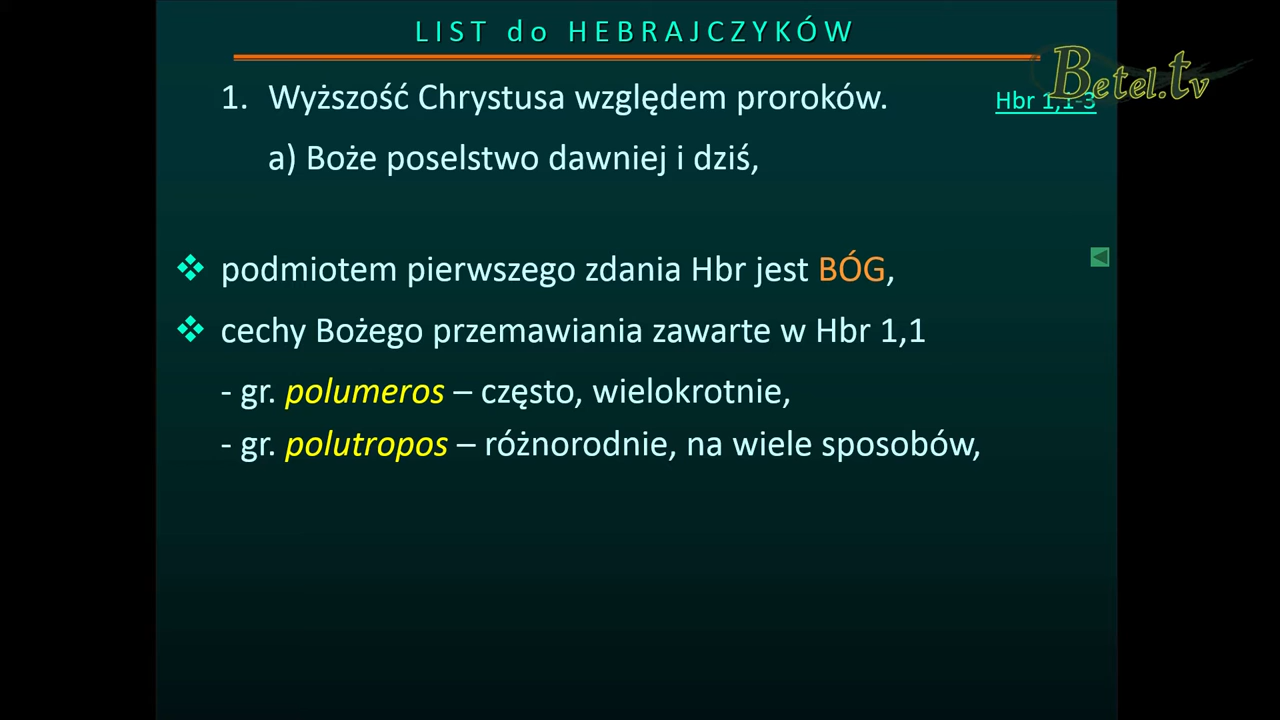 LIST do HEBRAJCZYKÓW
Betel.tv
1. Wyższość Chrystusa względem proroków. Hbr 1,1-3
a) Boże poselstwo dawniej i dziś,
podmiotem pierwszego zdania Hbr jest BÓG,
cechy Bożego przemawiania zawarte w Hbr 1,1
- gr. polumeros – często, wielokrotnie,
- gr. polutropos – różnorodnie, na wiele sposobów,